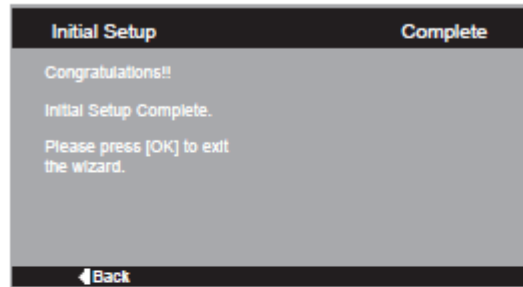 Initial Setup Complete
Congratulations!!
Initial Setup Complete.
Please press [OK] to exit
the wizard.
Back